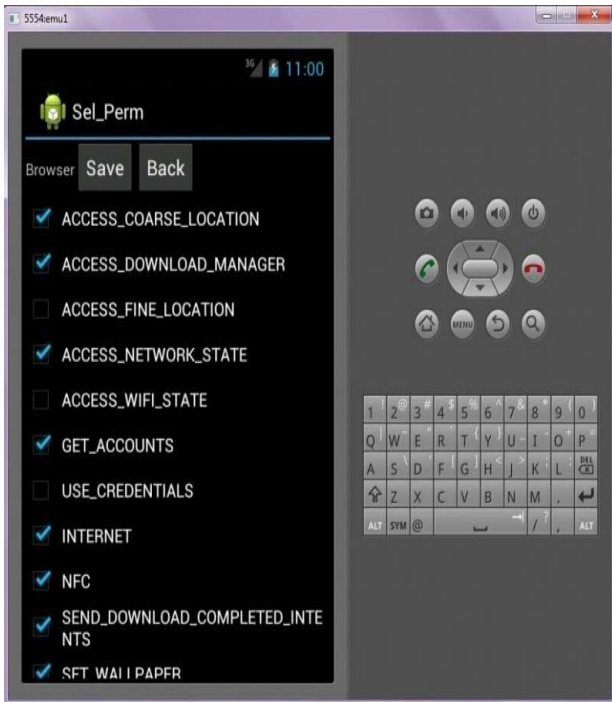 5554:emu1
3G 11:00
Sel_Perm
Browser Save Back
ACCESS_COARSE_LOCATION
ACCESS_DOWNLOAD_MANAGER
ACCESS_FINE_LOCATION
ACCESS_NETWORK_STATE
ACCESS_WIFI_STATE
GET_ACCOUNTS
USE_CREDENTIALS
INTERNET
NFC
SEND_DOWNLOAD_COMPLETED_INTE
NTS
SET_WALLPAPER
MENU
1 ! 2 @ 3 # 4 $ 5 % 6 ^ 7 & 8 * 9 ( 0 )
Q | W ~ E " R ` T { Y } U - I O + P =
A S \ D ' F [ G ] H < J > K ; L : DEL
Z X C V B N M .
ALT SYM @ / ? , ALT